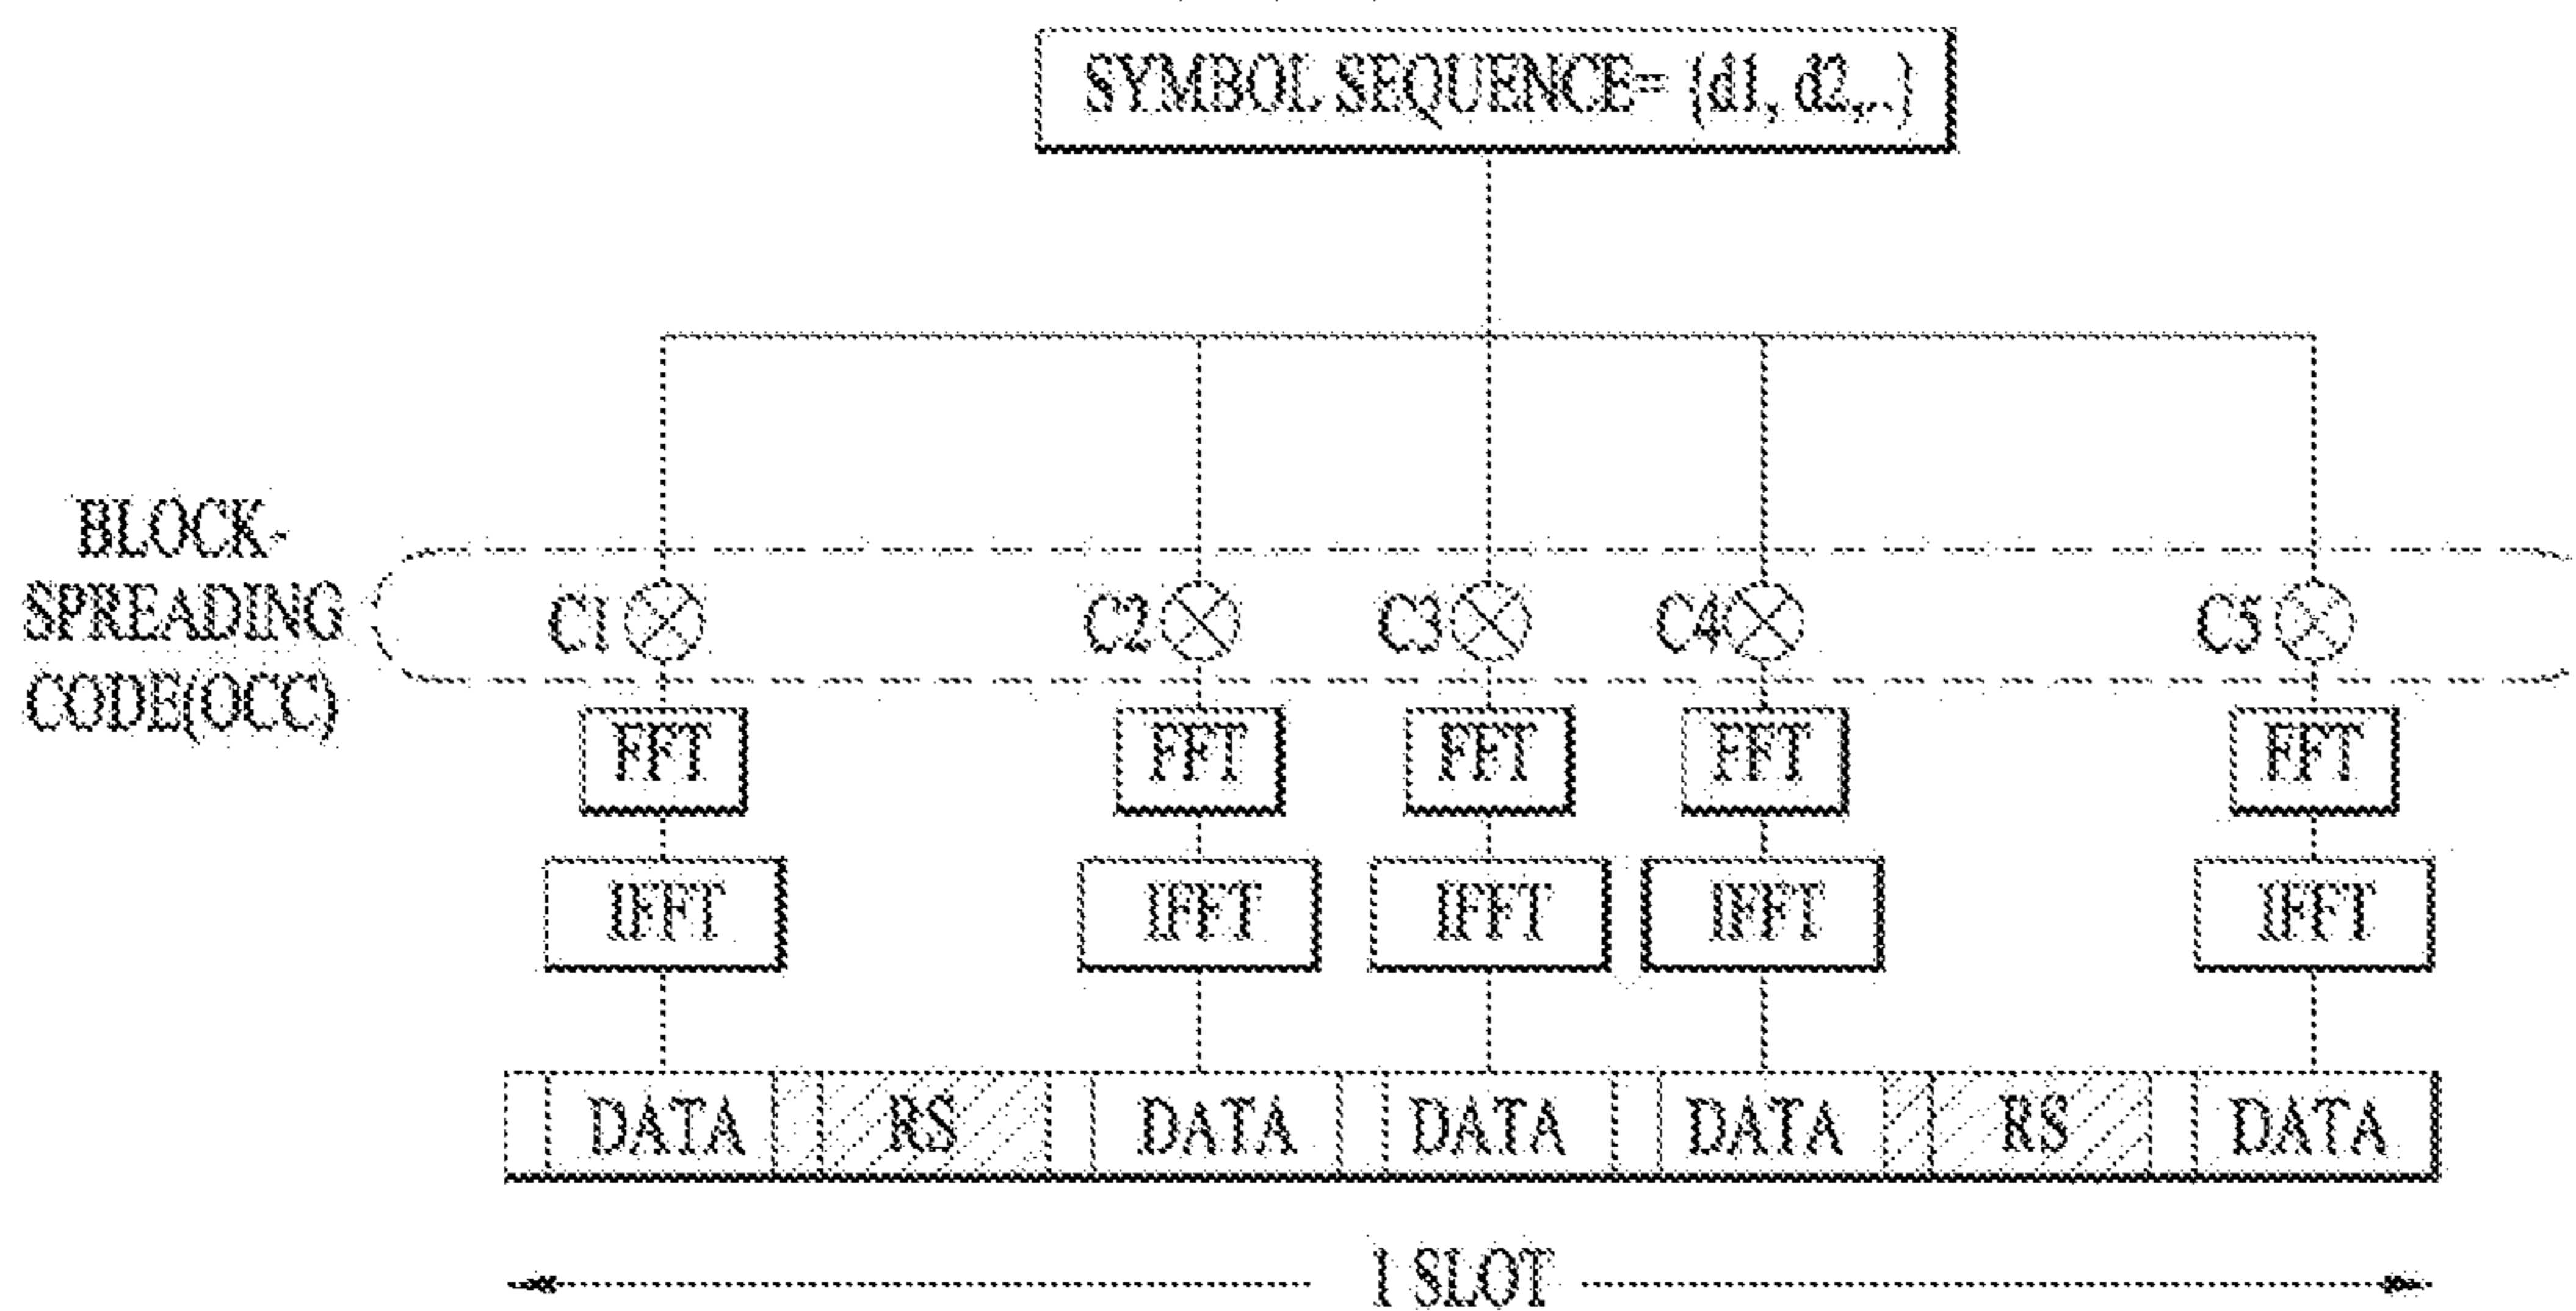 SYMBOL SEQUENCE= {d1, d2,..}
BLOCK-
SPREADING
CODE(OCC)
C1 C2 C3 C4 C5
FFT FFT FFT FFT FFT
IFFT IFFT IFFT IFFT IFFT
DATA RS DATA DATA DATA RS DATA
1 SLOT